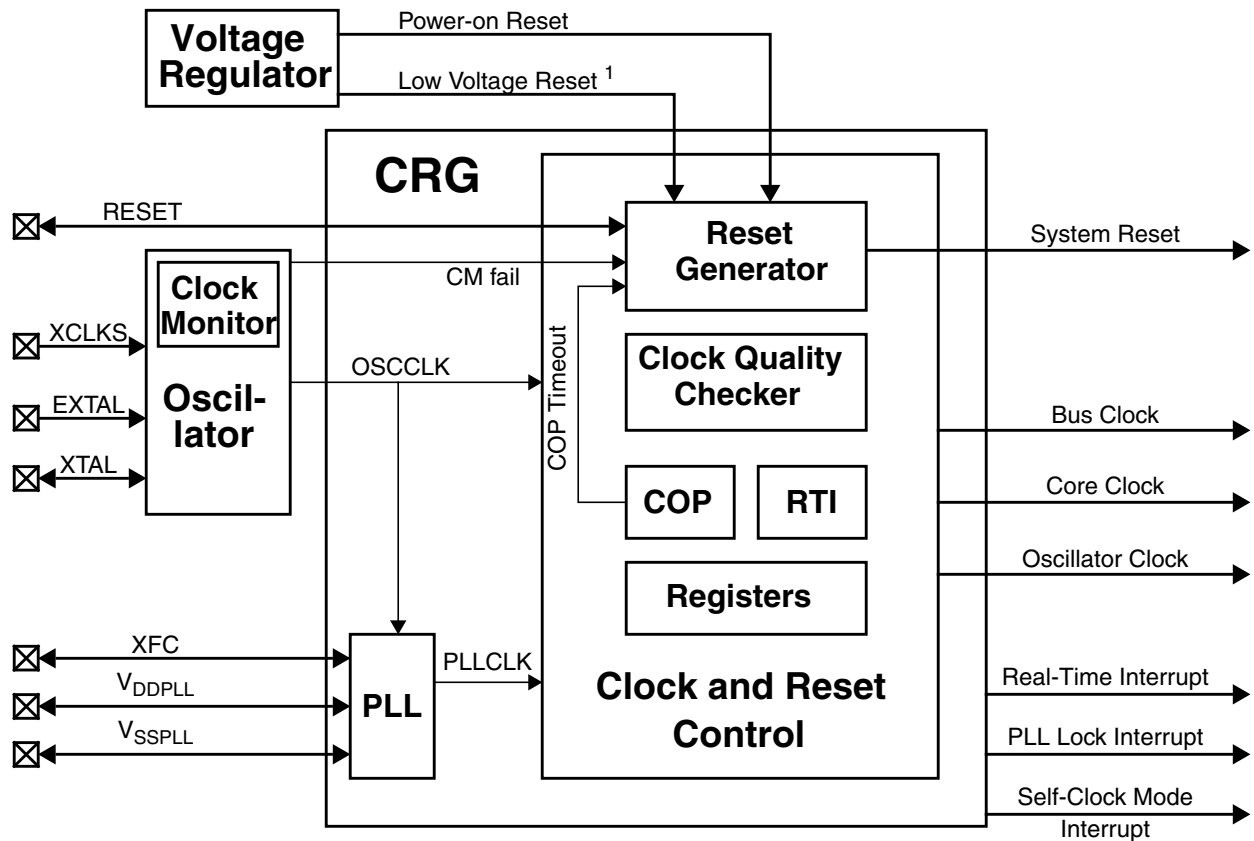 Voltage
Regulator
Power-on Reset
Low Voltage Reset 1
CRG
RESET
Reset
Generator
System Reset
CM fail
Clock
Monitor
XCLKS
OSCCLK
COP Timeout
Clock Quality
Checker
EXTAL
Oscil-
lator
XTAL
Bus Clock
COP
RTI
Core Clock
Oscillator Clock
Registers
XFC
VDDPLL
VSSPLL
PLL
PLLCLK
Clock and Reset
Control
Real-Time Interrupt
PLL Lock Interrupt
Self-Clock Mode
Interrupt